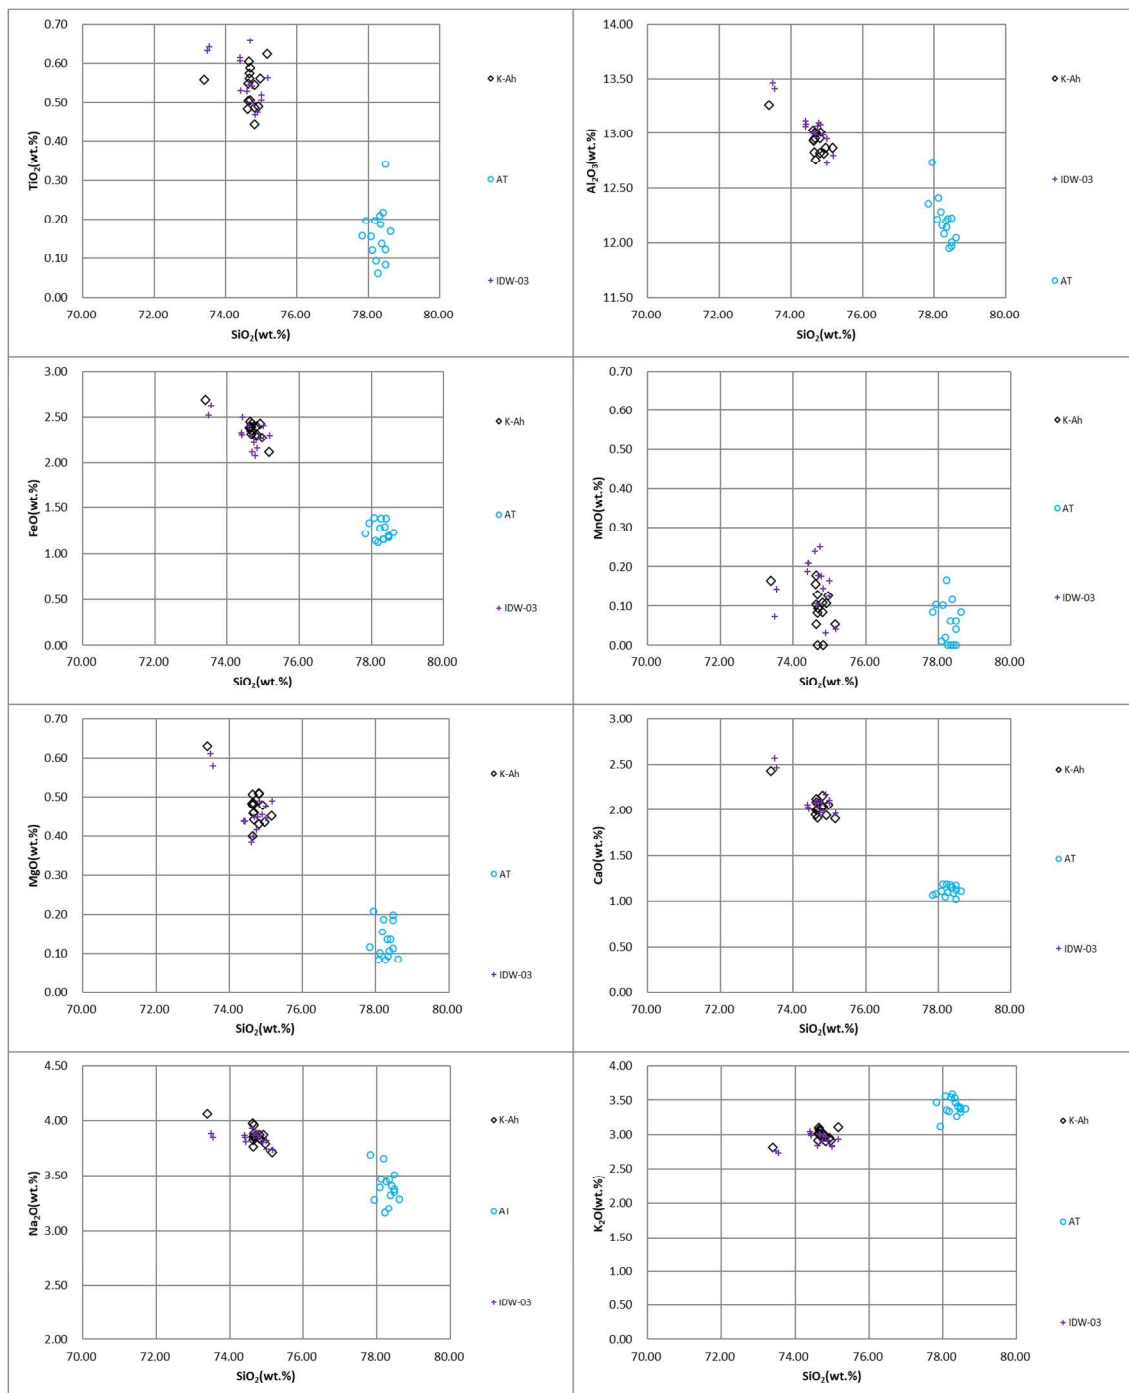 0.70
0.60
0.50
0.40
0.30
0.20
0.10
0.00
TiO2(wt.%)
70.00 72.00 74.00 76.00 78.00 80.00
SiO2(wt.%)
K-Ah
AT
IDW-03
14.00
13.50
13.00
12.50
12.00
11.50
Al2O3(wt.%)
70.00 72.00 74.00 76.00 78.00 80.00
SiO2(wt.%)
K-Ah
IDW-03
AT
3.00
2.50
2.00
1.50
1.00
0.50
0.00
FeO(wt.%)
70.00 72.00 74.00 76.00 78.00 80.00
SiO2(wt.%)
K-Ah
AT
IDW-03
0.70
0.60
0.50
0.40
0.30
0.20
0.10
0.00
MnO(wt.%)
70.00 72.00 74.00 76.00 78.00 80.00
SiO2(wt.%)
K-Ah
AT
IDW-03
0.70
0.60
0.50
0.40
0.30
0.20
0.10
0.00
MgO(wt.%)
70.00 72.00 74.00 76.00 78.00 80.00
SiO2(wt.%)
K-Ah
AT
IDW-03
3.00
2.50
2.00
1.50
1.00
0.50
0.00
CaO(wt.%)
70.00 72.00 74.00 76.00 78.00 80.00
SiO2(wt.%)
K-Ah
AT
IDW-03
4.50
4.00
3.50
3.00
2.50
2.00
Na2O(wt.%)
70.00 72.00 74.00 76.00 78.00 80.00
SiO2(wt.%)
K-Ah
AT
IDW-03
4.00
3.50
3.00
2.50
2.00
1.50
1.00
0.50
0.00
K2O(wt.%)
70.00 72.00 74.00 76.00 78.00 80.00
SiO2(wt.%)
K-Ah
AT
IDW-03